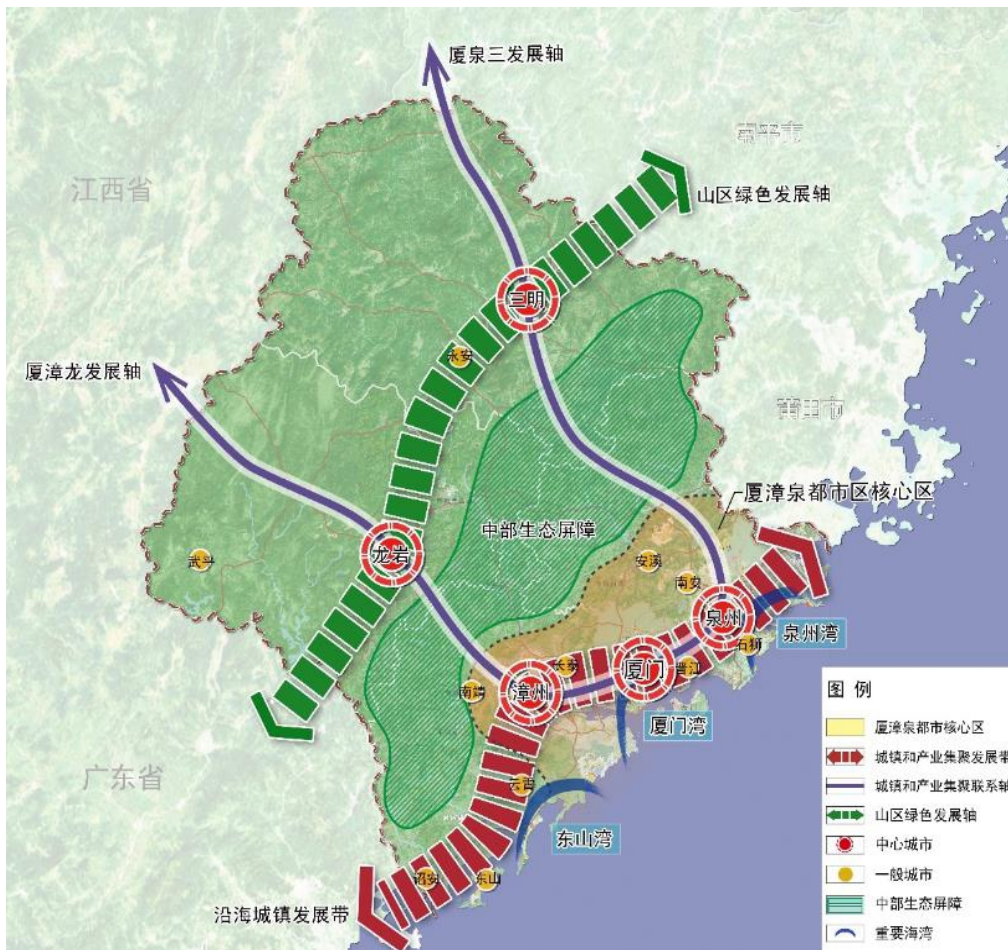 厦泉三发展轴
南平市
江西省
山区绿色发展轴
三明
永安
厦漳龙发展轴
莆田市
厦漳泉都市区核心区
中部生态屏障
龙岩
武平
安溪
南安
泉州
泉州湾
石狮
长泰
厦门
晋江
南靖
漳州
厦门湾
广东省
云霄
东山湾
诏安
东山
沿海城镇发展带
图 例
厦漳泉都市核心区
城镇和产业集聚发展带
城镇和产业集聚联系轴
山区绿色发展轴
中心城市
一般城市
中部生态屏障
重要海湾